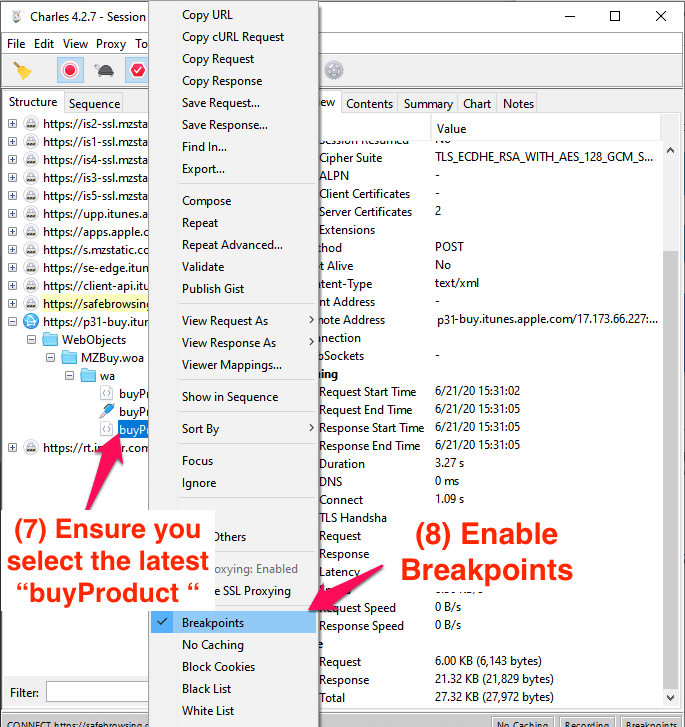 Charles 4.2.7 - Session
File Edit View Proxy To
Structure Sequence
https://is2-ssl.mzsta
https://is1-ssl.mzsta
https://is4-ssl.mzsta
https://is3-ssl.mzsta
https://is5-ssl.mzsta
https://upp.itunes.a
https://apps.apple.c
https://s.mzstatic.co
https://se-edge.itun
https://client-api.it
https://safebrowsing
https://p31-buy.itun
WebObjects
MZBuy.woa
wa
buyPr
buyPr
buyPr
https://rt.in
er.com
(7) Ensure you
select the latest
“buyProduct “
Filter:
CONNECT https://safebrowsing.g
Copy URL
Copy cURL Request
Copy Request
Copy Response
Save Request...
Save Response...
Find In...
Export...
Compose
Repeat
Repeat Advanced...
Validate
Publish Gist
View Request As
View Response As
Viewer Mappings...
Show in Sequence
Sort By
Focus
Ignore
Others
oxying: Enabled
e SSL Proxying
Breakpoints
No Caching
Block Cookies
Black List
White List
ew Contents Summary Chart Notes
Value
Session Resumed No
Cipher Suite TLS_ECDHE_RSA_WITH_AES_128_GCM_S...
ALPN -
Client Certificates -
Server Certificates 2
Extensions
thod POST
pt Alive No
ntent-Type text/xml
ent Address -
note Address p31-buy.itunes.apple.com/17.173.66.227:...
nnection
bSockets -
ing
Request Start Time 6/21/20 15:31:02
Request End Time 6/21/20 15:31:05
Response Start Time 6/21/20 15:31:05
Response End Time 6/21/20 15:31:05
Duration 3.27 s
DNS 0 ms
Connect 1.09 s
TLS Handsha
Request
Response
Latency
(8) Enable
Breakpoints
Request Speed 0 B/s
Response Speed 0 B/s
e
Request 6.00 KB (6,143 bytes)
Response 21.32 KB (21,829 bytes)
Total 27.32 KB (27,972 bytes)
No Caching Recording Breakpoints